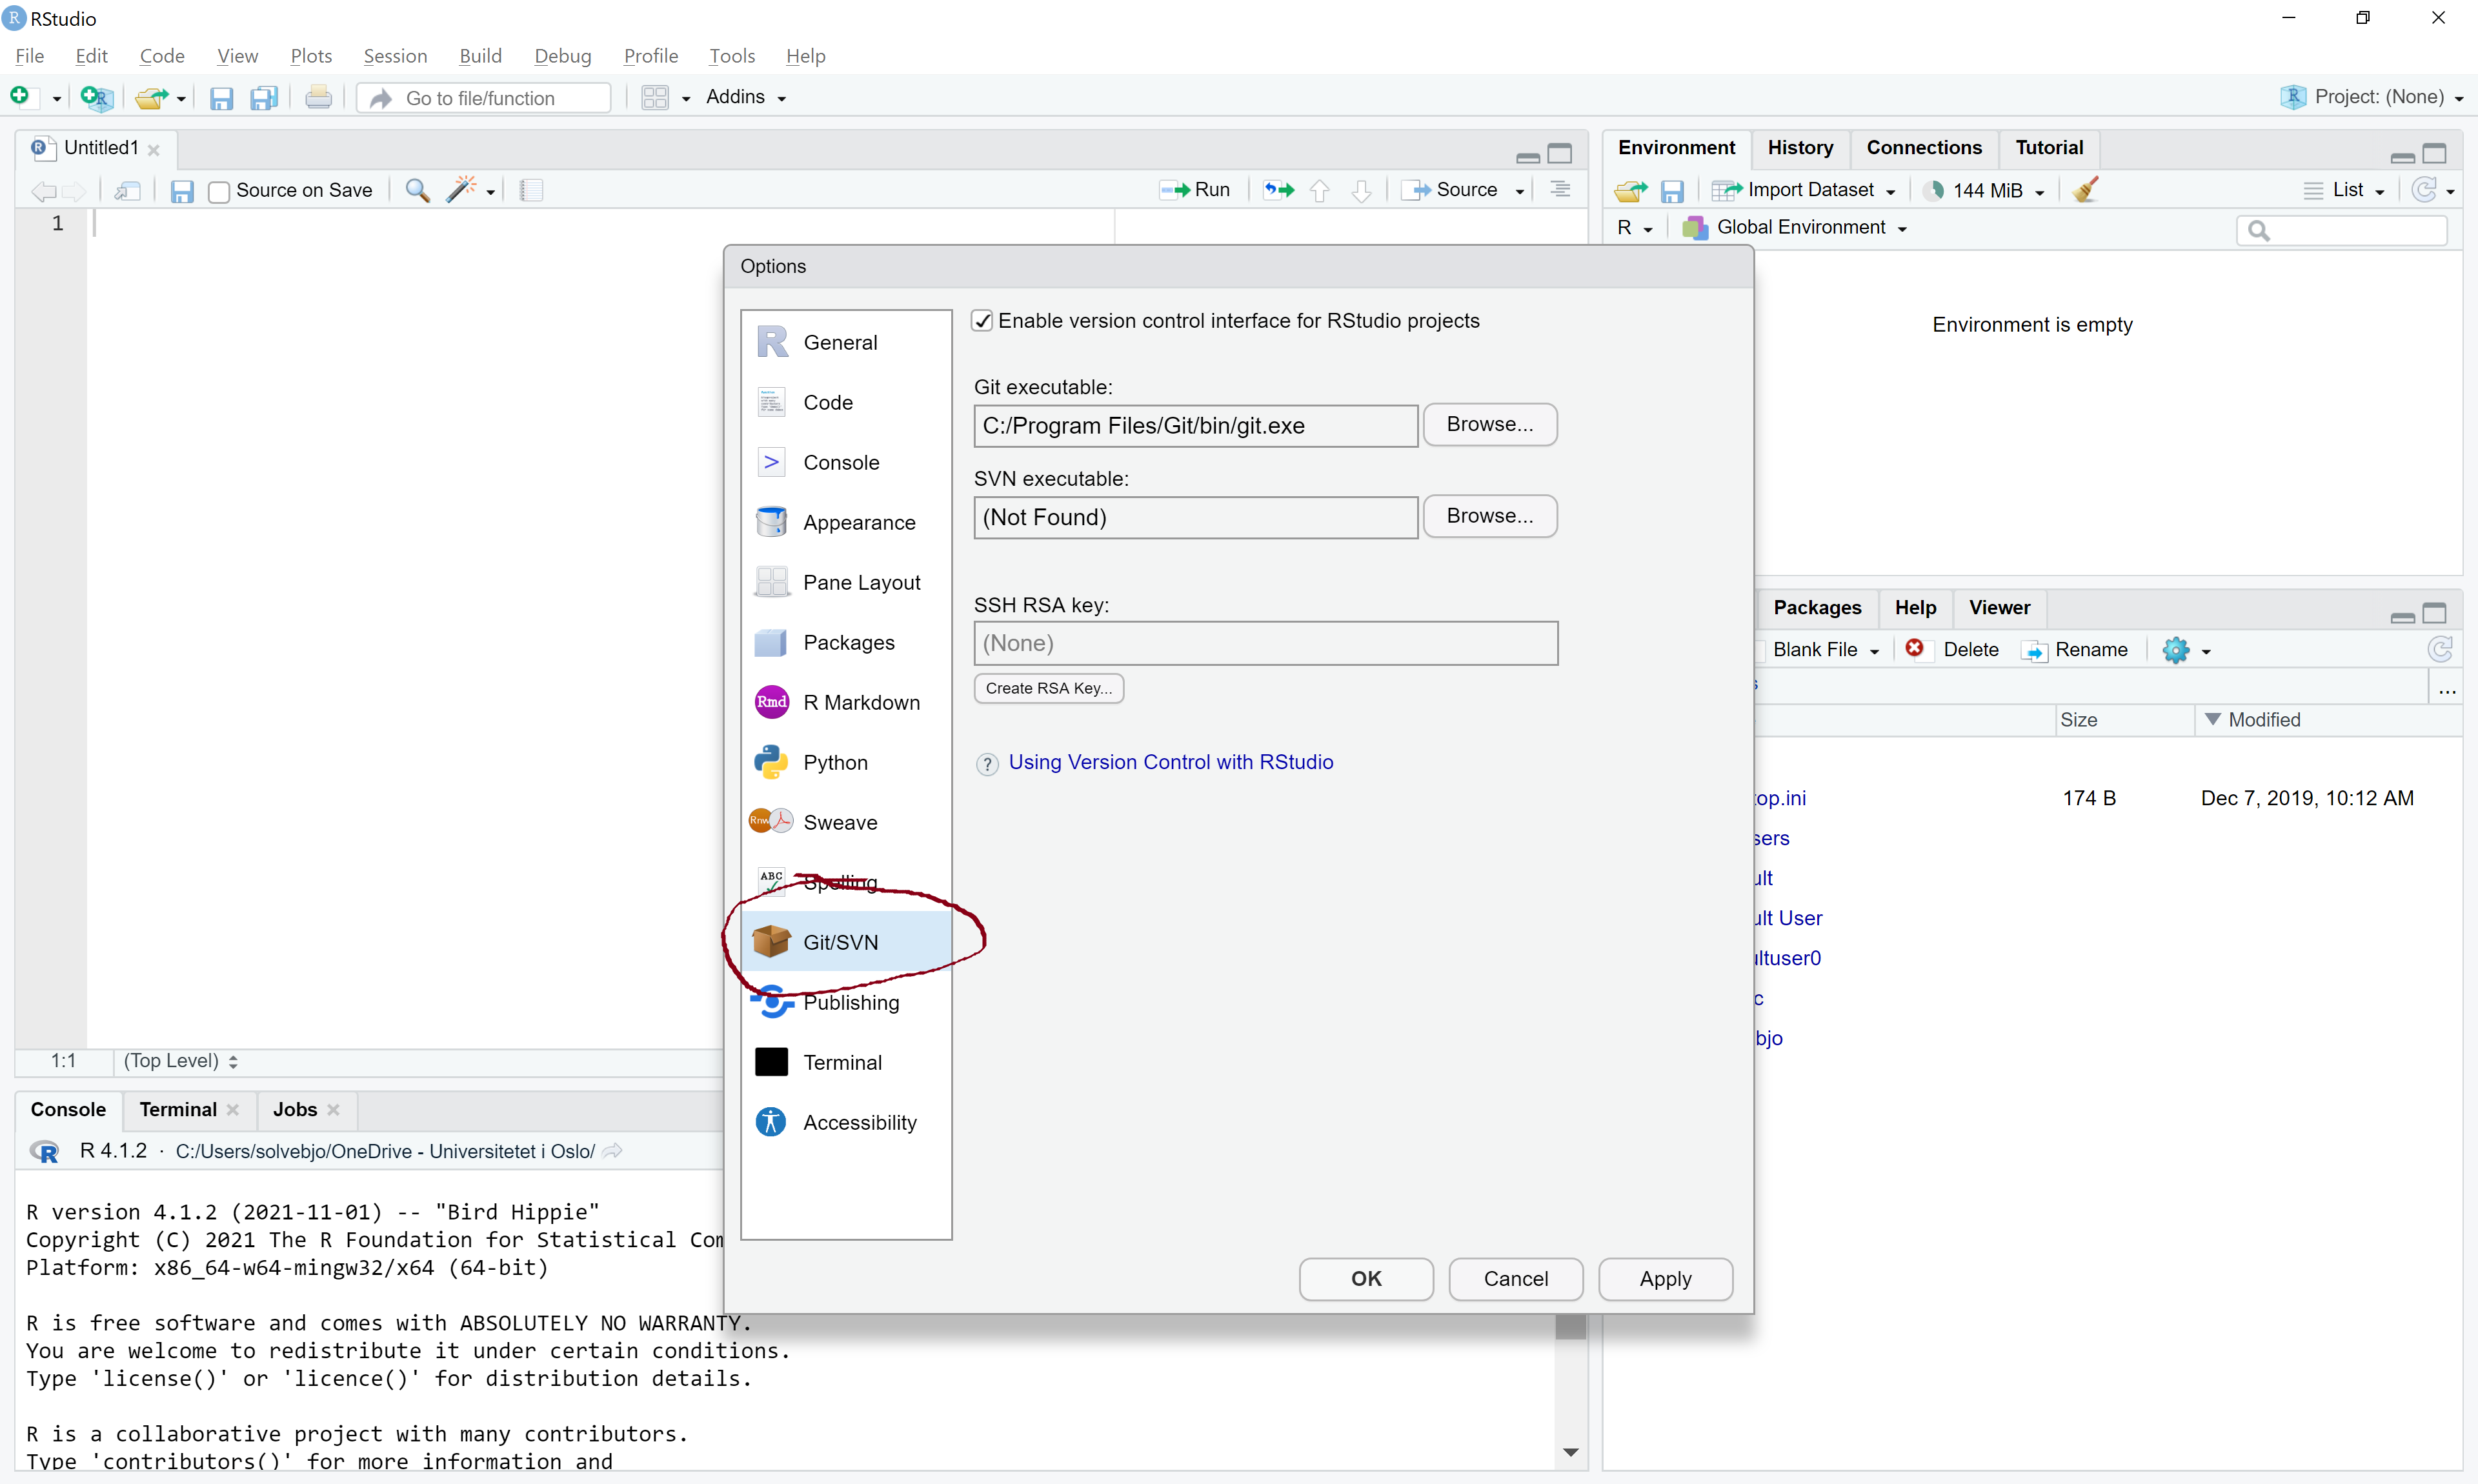 RStudio
File Edit Code View Plots Session Build Debug Profile Tools Help
Go to file/function Addins Project: (None)
Untitled1
Source on Save Run Source
1
1:1 (Top Level)
Environment History Connections Tutorial
Import Dataset 144 MiB List
R Global Environment
Environment is empty
Options
General
Code
Console
Appearance
Pane Layout
Packages
R Markdown
Python
Sweave
Spelling
Git/SVN
Publishing
Terminal
Accessibility
Enable version control interface for RStudio projects
Git executable:
C:/Program Files/Git/bin/git.exe Browse...
SVN executable:
(Not Found) Browse...
SSH RSA key:
(None)
Create RSA Key...
? Using Version Control with RStudio
OK Cancel Apply
Packages Help Viewer
Blank File Delete Rename
s ...
Size Modified
top.ini 174 B Dec 7, 2019, 10:12 AM
sers
ult
ult User
ultuser0
c
bjo
Console Terminal Jobs
R 4.1.2 · C:/Users/solvebjo/OneDrive - Universitetet i Oslo/
R version 4.1.2 (2021-11-01) -- "Bird Hippie"
Copyright (C) 2021 The R Foundation for Statistical Com
Platform: x86_64-w64-mingw32/x64 (64-bit)
R is free software and comes with ABSOLUTELY NO WARRANTY.
You are welcome to redistribute it under certain conditions.
Type 'license()' or 'licence()' for distribution details.
R is a collaborative project with many contributors.
Type 'contributors()' for more information and